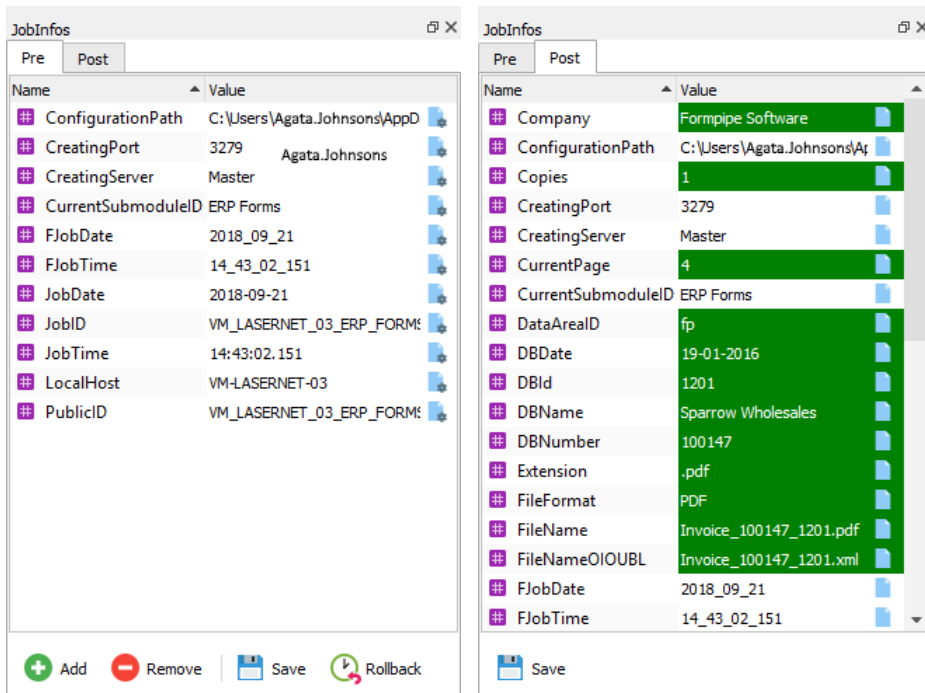 JobInfos
Pre Post
Name Value
ConfigurationPath C:\Users\Agata.Johnsons\AppD
CreatingPort 3279
Agata.Johnsons
CreatingServer Master
CurrentSubmoduleID ERP Forms
FJobDate 2018_09_21
FJobTime 14_43_02_151
JobDate 2018-09-21
JobID VM_LASERNET_03_ERP_FORMS
JobTime 14:43:02.151
LocalHost VM-LASERNET-03
PublicID VM_LASERNET_03_ERP_FORMS
Add Remove Save Rollback
JobInfos
Pre Post
Name Value
Company Formpipe Software
ConfigurationPath C:\Users\Agata.Johnsons\Ap
Copies 1
CreatingPort 3279
CreatingServer Master
CurrentPage 4
CurrentSubmoduleID ERP Forms
DataAreaID fp
DBDate 19-01-2016
DBId 1201
DBName Sparrow Wholesales
DBNumber 100147
Extension .pdf
FileFormat PDF
FileName Invoice_100147_1201.pdf
FileNameOIOUBL Invoice_100147_1201.xml
FJobDate 2018_09_21
FJobTime 14_43_02_151
Save